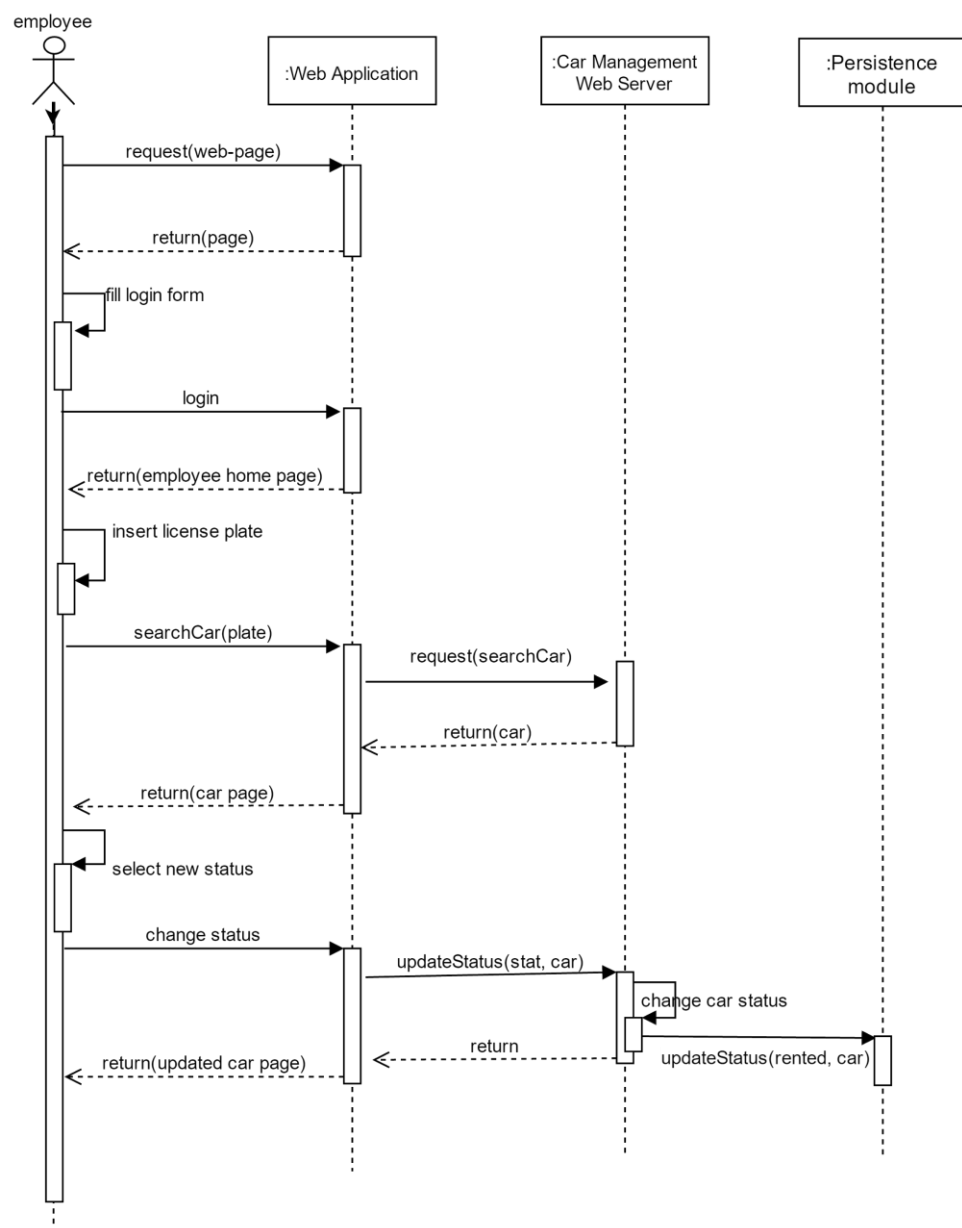 employee
:Web Application
:Car Management
Web Server
:Persistence
module
request(web-page)
return(page)
fill login form
login
return(employee home page)
insert license plate
searchCar(plate)
request(searchCar)
return(car)
return(car page)
select new status
change status
updateStatus(stat, car)
change car status
return
updateStatus(rented, car)
return(updated car page)